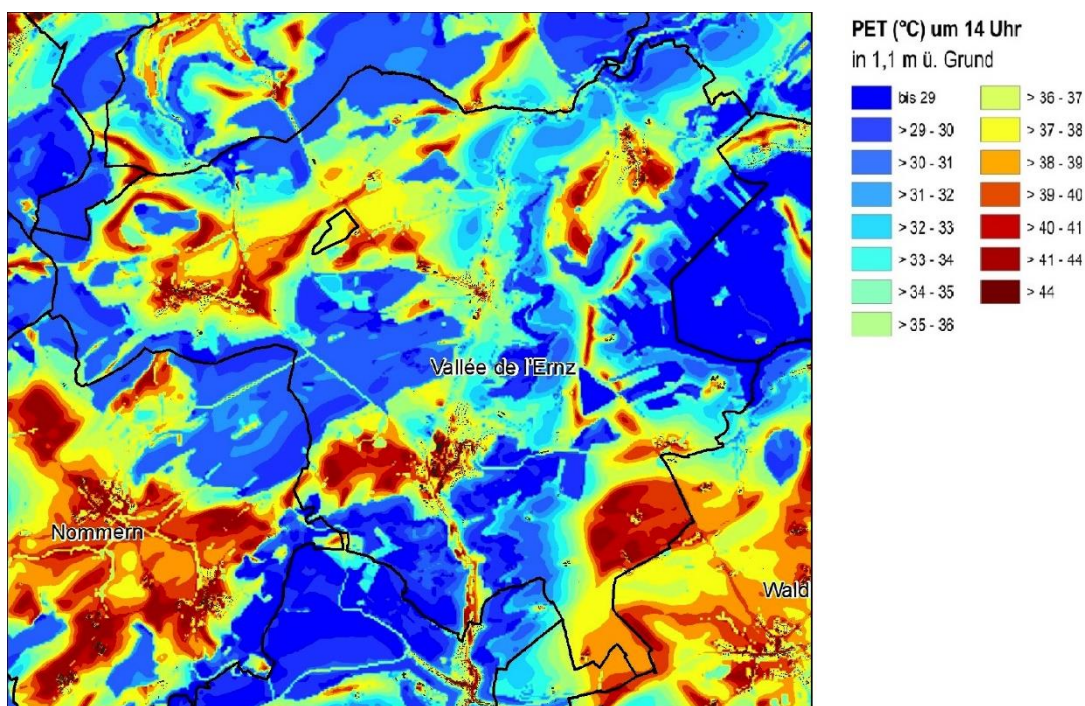 PET (°C) um 14 Uhr
in 1,1 m ü. Grund
bis 29
> 29 - 30
> 30 - 31
> 31 - 32
> 32 - 33
> 33 - 34
> 34 - 35
> 35 - 36
> 36 - 37
> 37 - 38
> 38 - 39
> 39 - 40
> 40 - 41
> 41 - 44
> 44
Vallée de l'Ernz
Nommern
Wald